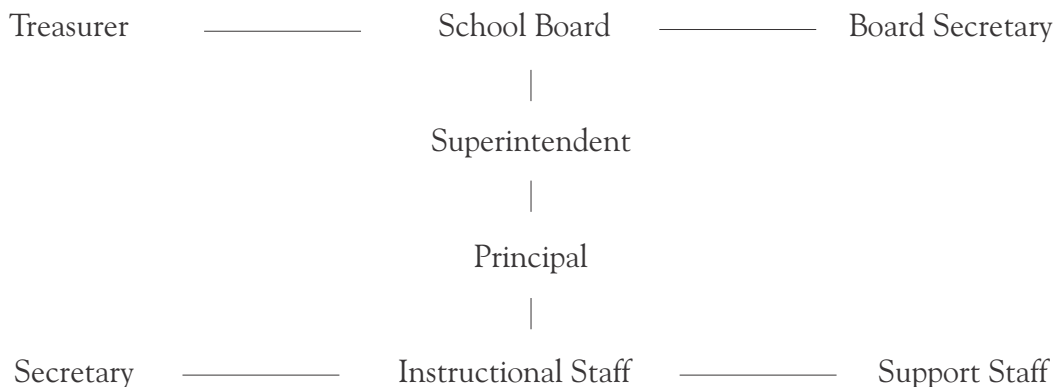 Treasurer School Board Board Secretary
Superintendent
Principal
Secretary Instructional Staff Support Staff